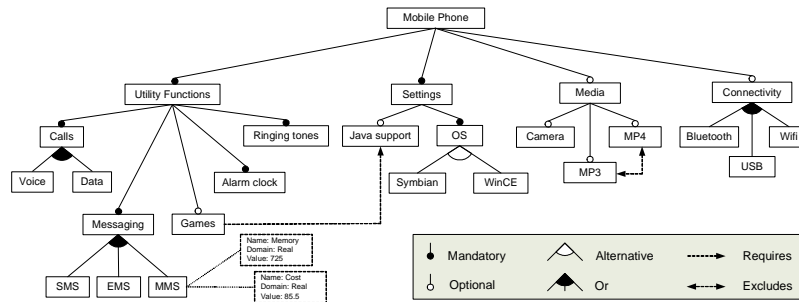 Mobile Phone
Utility Functions
Settings
Media
Connectivity
Calls
Ringing tones
Java support
OS
Camera
MP4
Bluetooth
Wifi
USB
MP3
Voice
Data
Alarm clock
Symbian
WinCE
Messaging
Games
SMS
EMS
MMS
Name: Memory
Domain: Real
Value: 725
Name: Cost
Domain: Real
Value: 85.5
Mandatory
Alternative
Requires
Optional
Or
Excludes